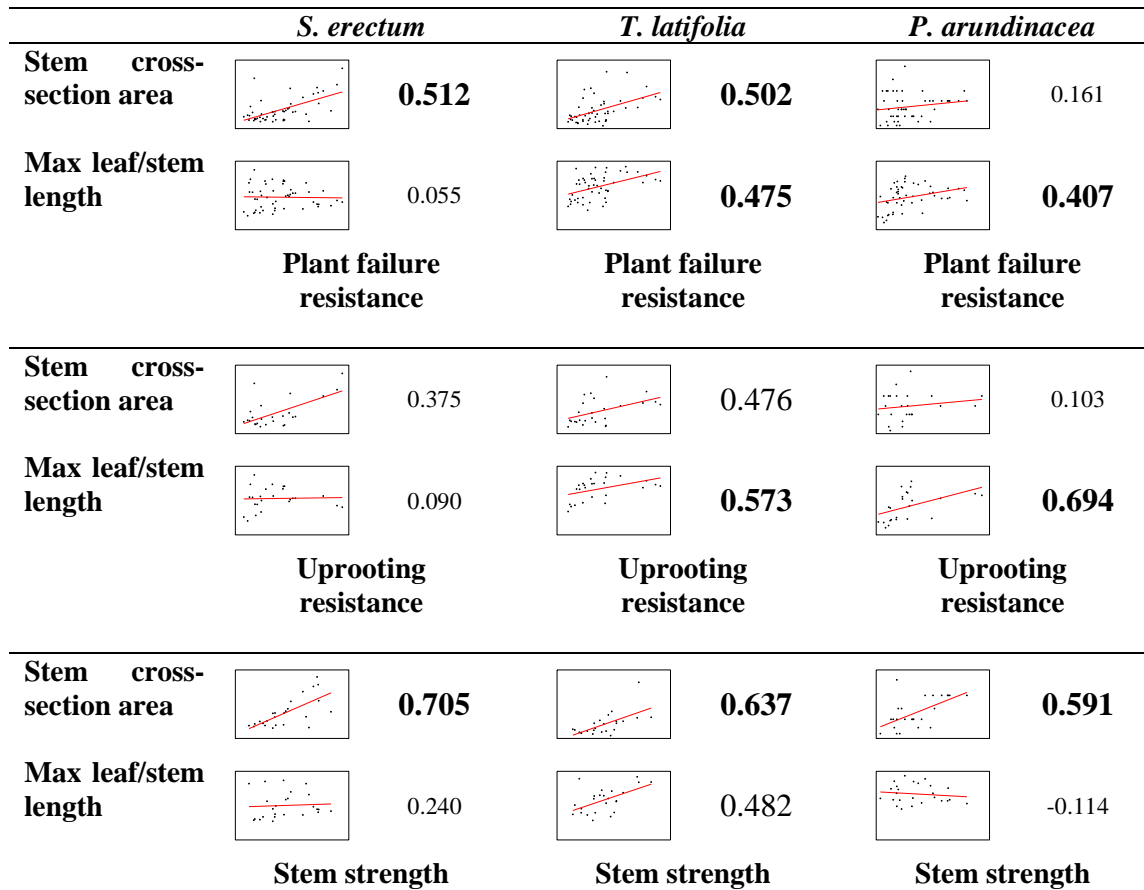 S. erectum T. latifolia P. arundinacea
Stem cross-
section area 0.512 0.502 0.161
Max leaf/stem
length 0.055 0.475 0.407
Plant failure Plant failure Plant failure
resistance resistance resistance
Stem cross-
section area 0.375 0.476 0.103
Max leaf/stem
length 0.090 0.573 0.694
Uprooting Uprooting Uprooting
resistance resistance resistance
Stem cross-
section area 0.705 0.637 0.591
Max leaf/stem
length 0.240 0.482 -0.114
Stem strength Stem strength Stem strength